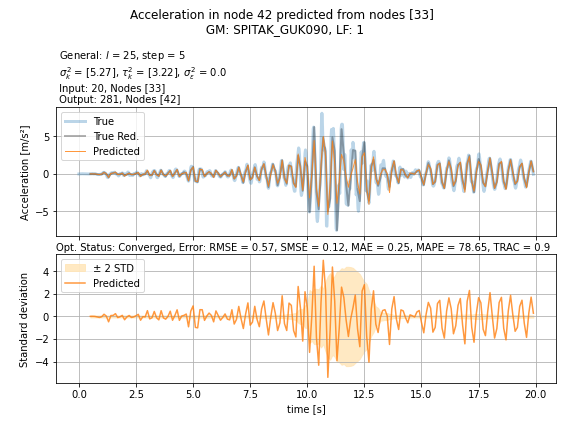 Acceleration in node 42 predicted from nodes [33]
GM: SPITAK_GUK090, LF: 1
General: l = 25, step = 5
σ²ₖ = [5.27], τ²ₖ = [3.22], σ²ε = 0.0
Input: 20, Nodes [33]
Output: 281, Nodes [42]
True
True Red.
Predicted
Acceleration [m/s²]
5
0
−5
Opt. Status: Converged, Error: RMSE = 0.57, SMSE = 0.12, MAE = 0.25, MAPE = 78.65, TRAC = 0.9
± 2 STD
Predicted
Standard deviation
4
2
0
−2
−4
0.0 2.5 5.0 7.5 10.0 12.5 15.0 17.5 20.0
time [s]